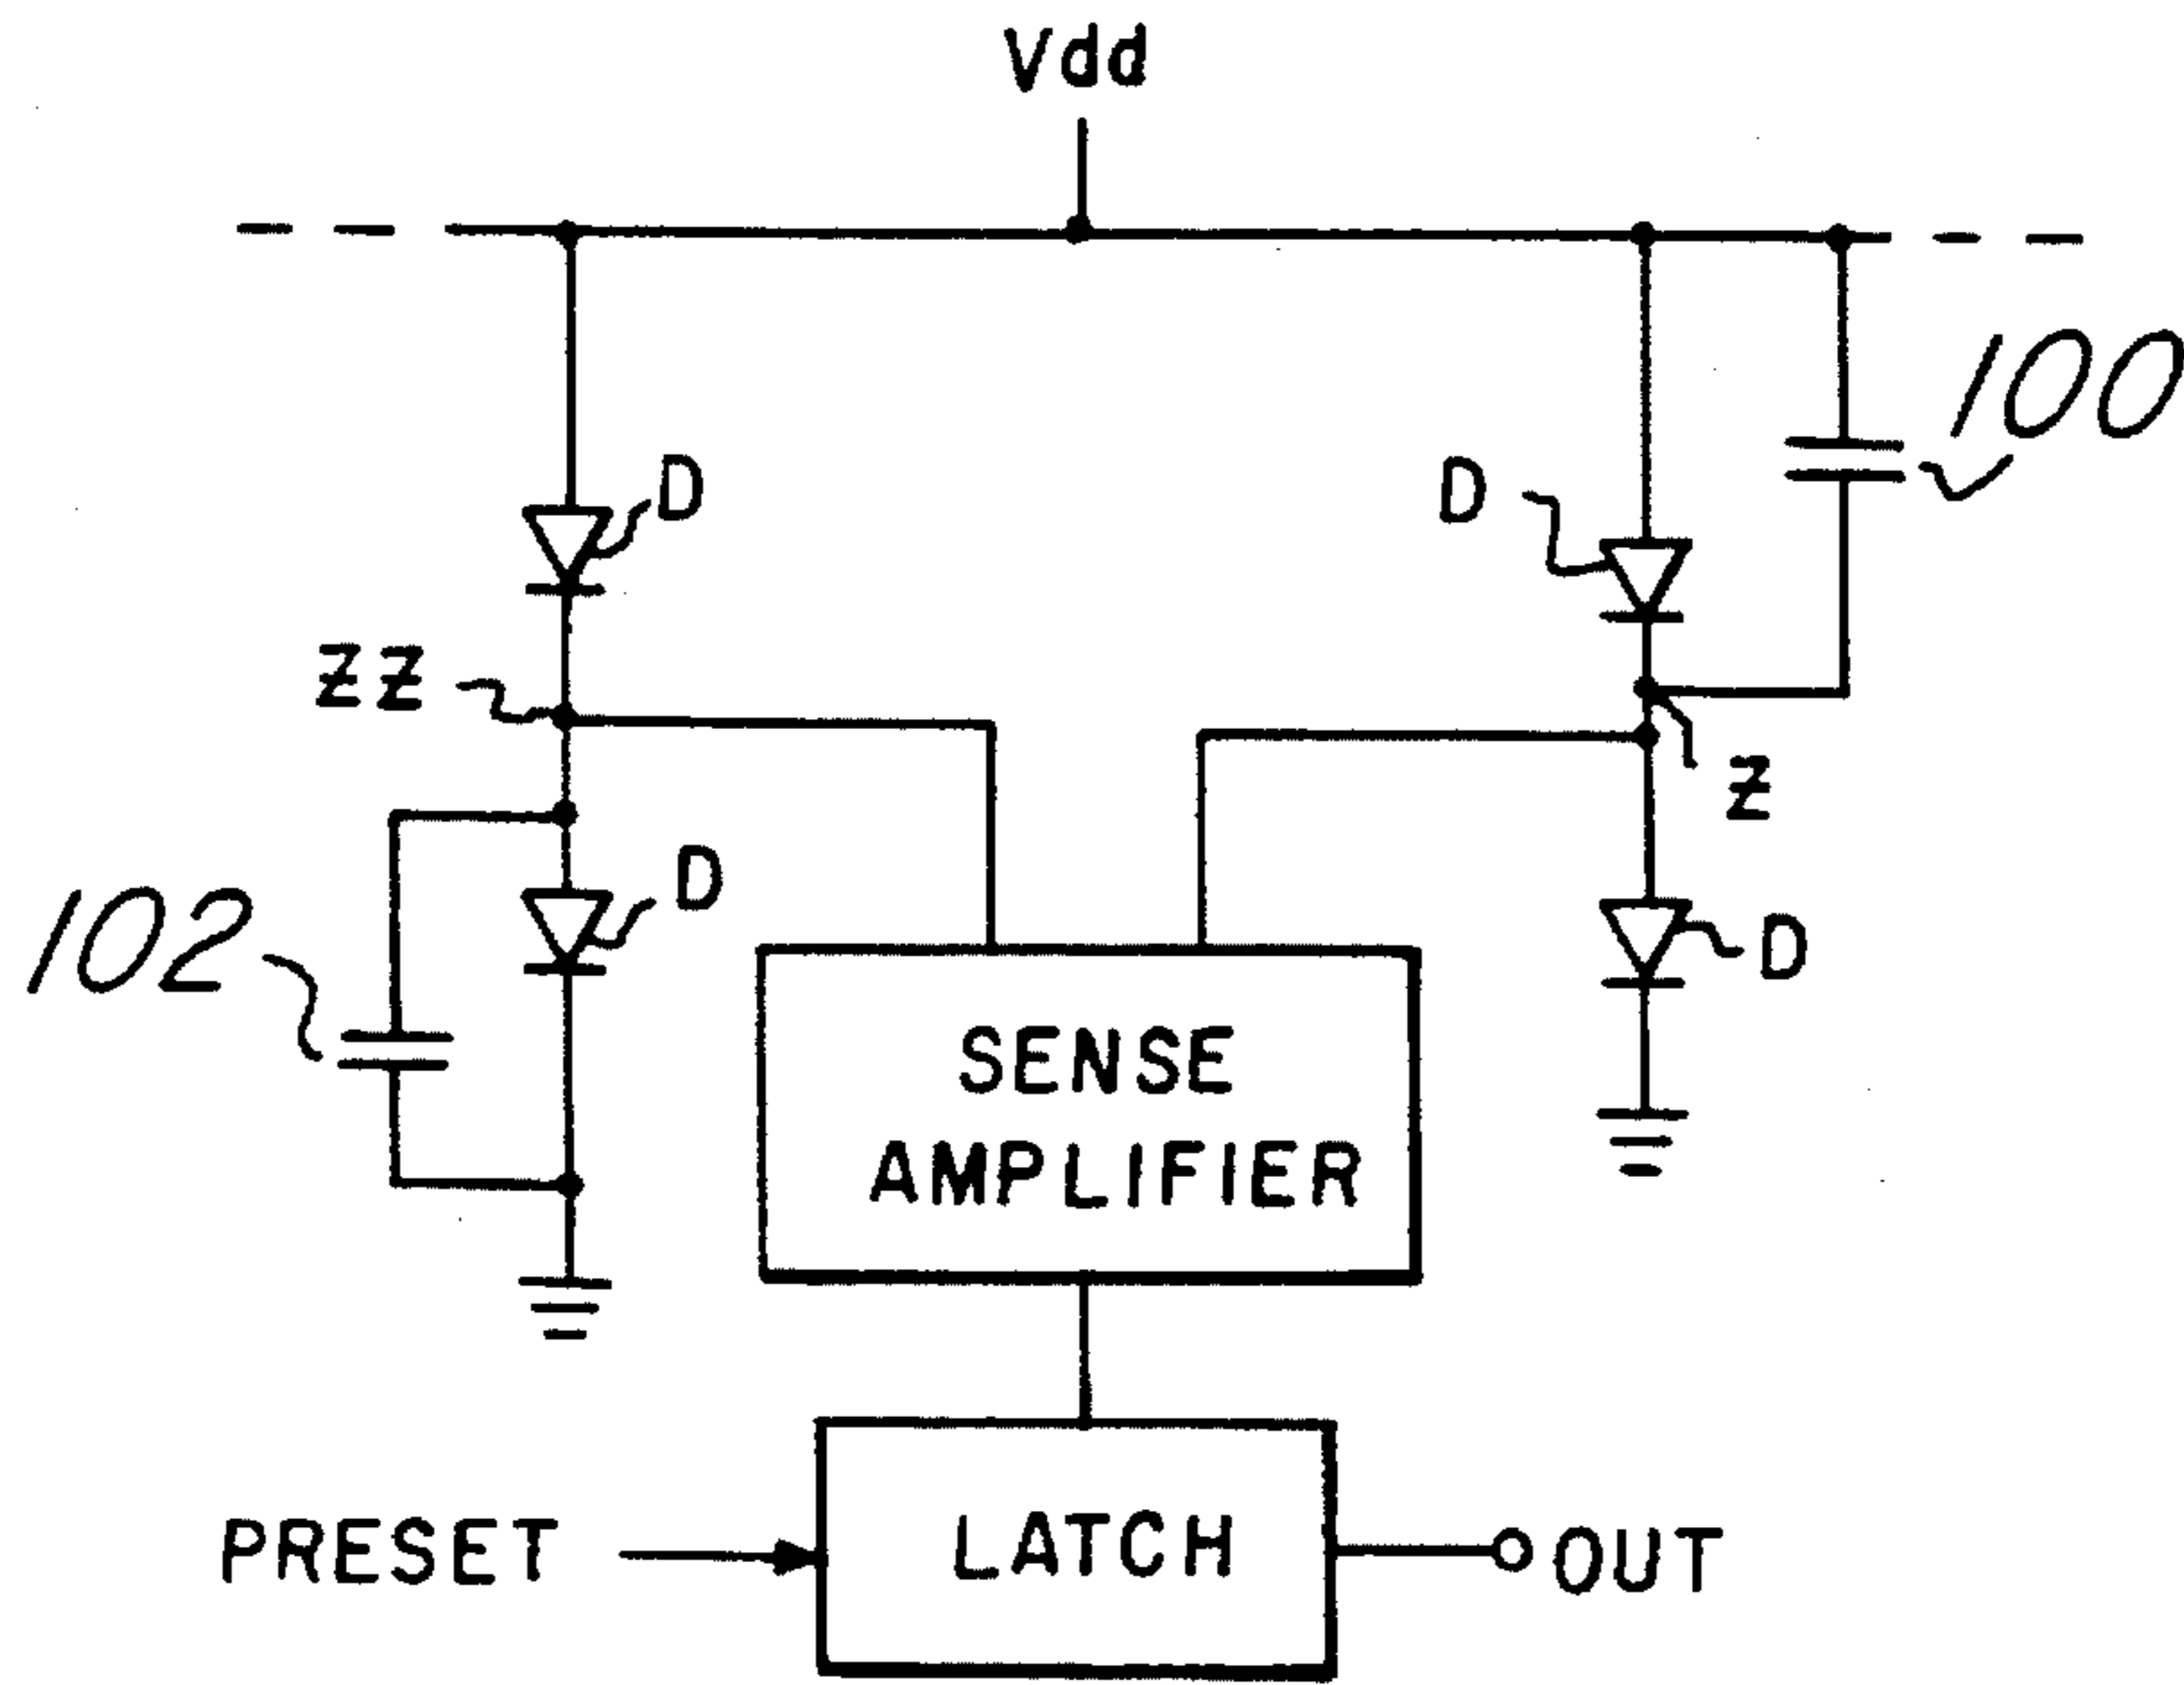 Vdd
100
D
D
ZZ
Z
102
D
D
SENSE
AMPLIFIER
PRESET
LATCH
OUT